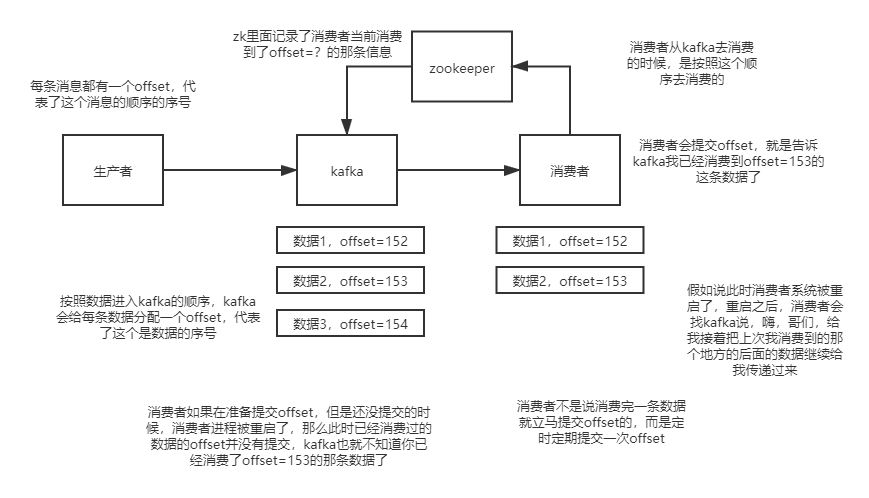 zk里面记录了消费者当前消费
到了offset=？的那条信息
zookeeper
消费者从kafka去消费
的时候，是按照这个顺
序去消费的
每条消息都有一个offset，代
表了这个消息的顺序的序号
生产者
kafka
消费者
消费者会提交offset，就是告诉
kafka我已经消费到offset=153的
这条数据了
数据1，offset=152
数据2，offset=153
数据3，offset=154
数据1，offset=152
数据2，offset=153
按照数据进入kafka的顺序，kafka
会给每条数据分配一个offset，代表
了这个是数据的序号
假如说此时消费者系统被重
启了，重启之后，消费者会
找kafka说，嗨，哥们，给
我接着把上次我消费到的那
个地方的后面的数据继续给
我传递过来
消费者如果在准备提交offset，但是还没提交的时
候，消费者进程被重启了，那么此时已经消费过的
数据的offset并没有提交，kafka也就不知道你已
经消费了offset=153的那条数据了
消费者不是说消费完一条数据
就立马提交offset的，而是定
时定期提交一次offset